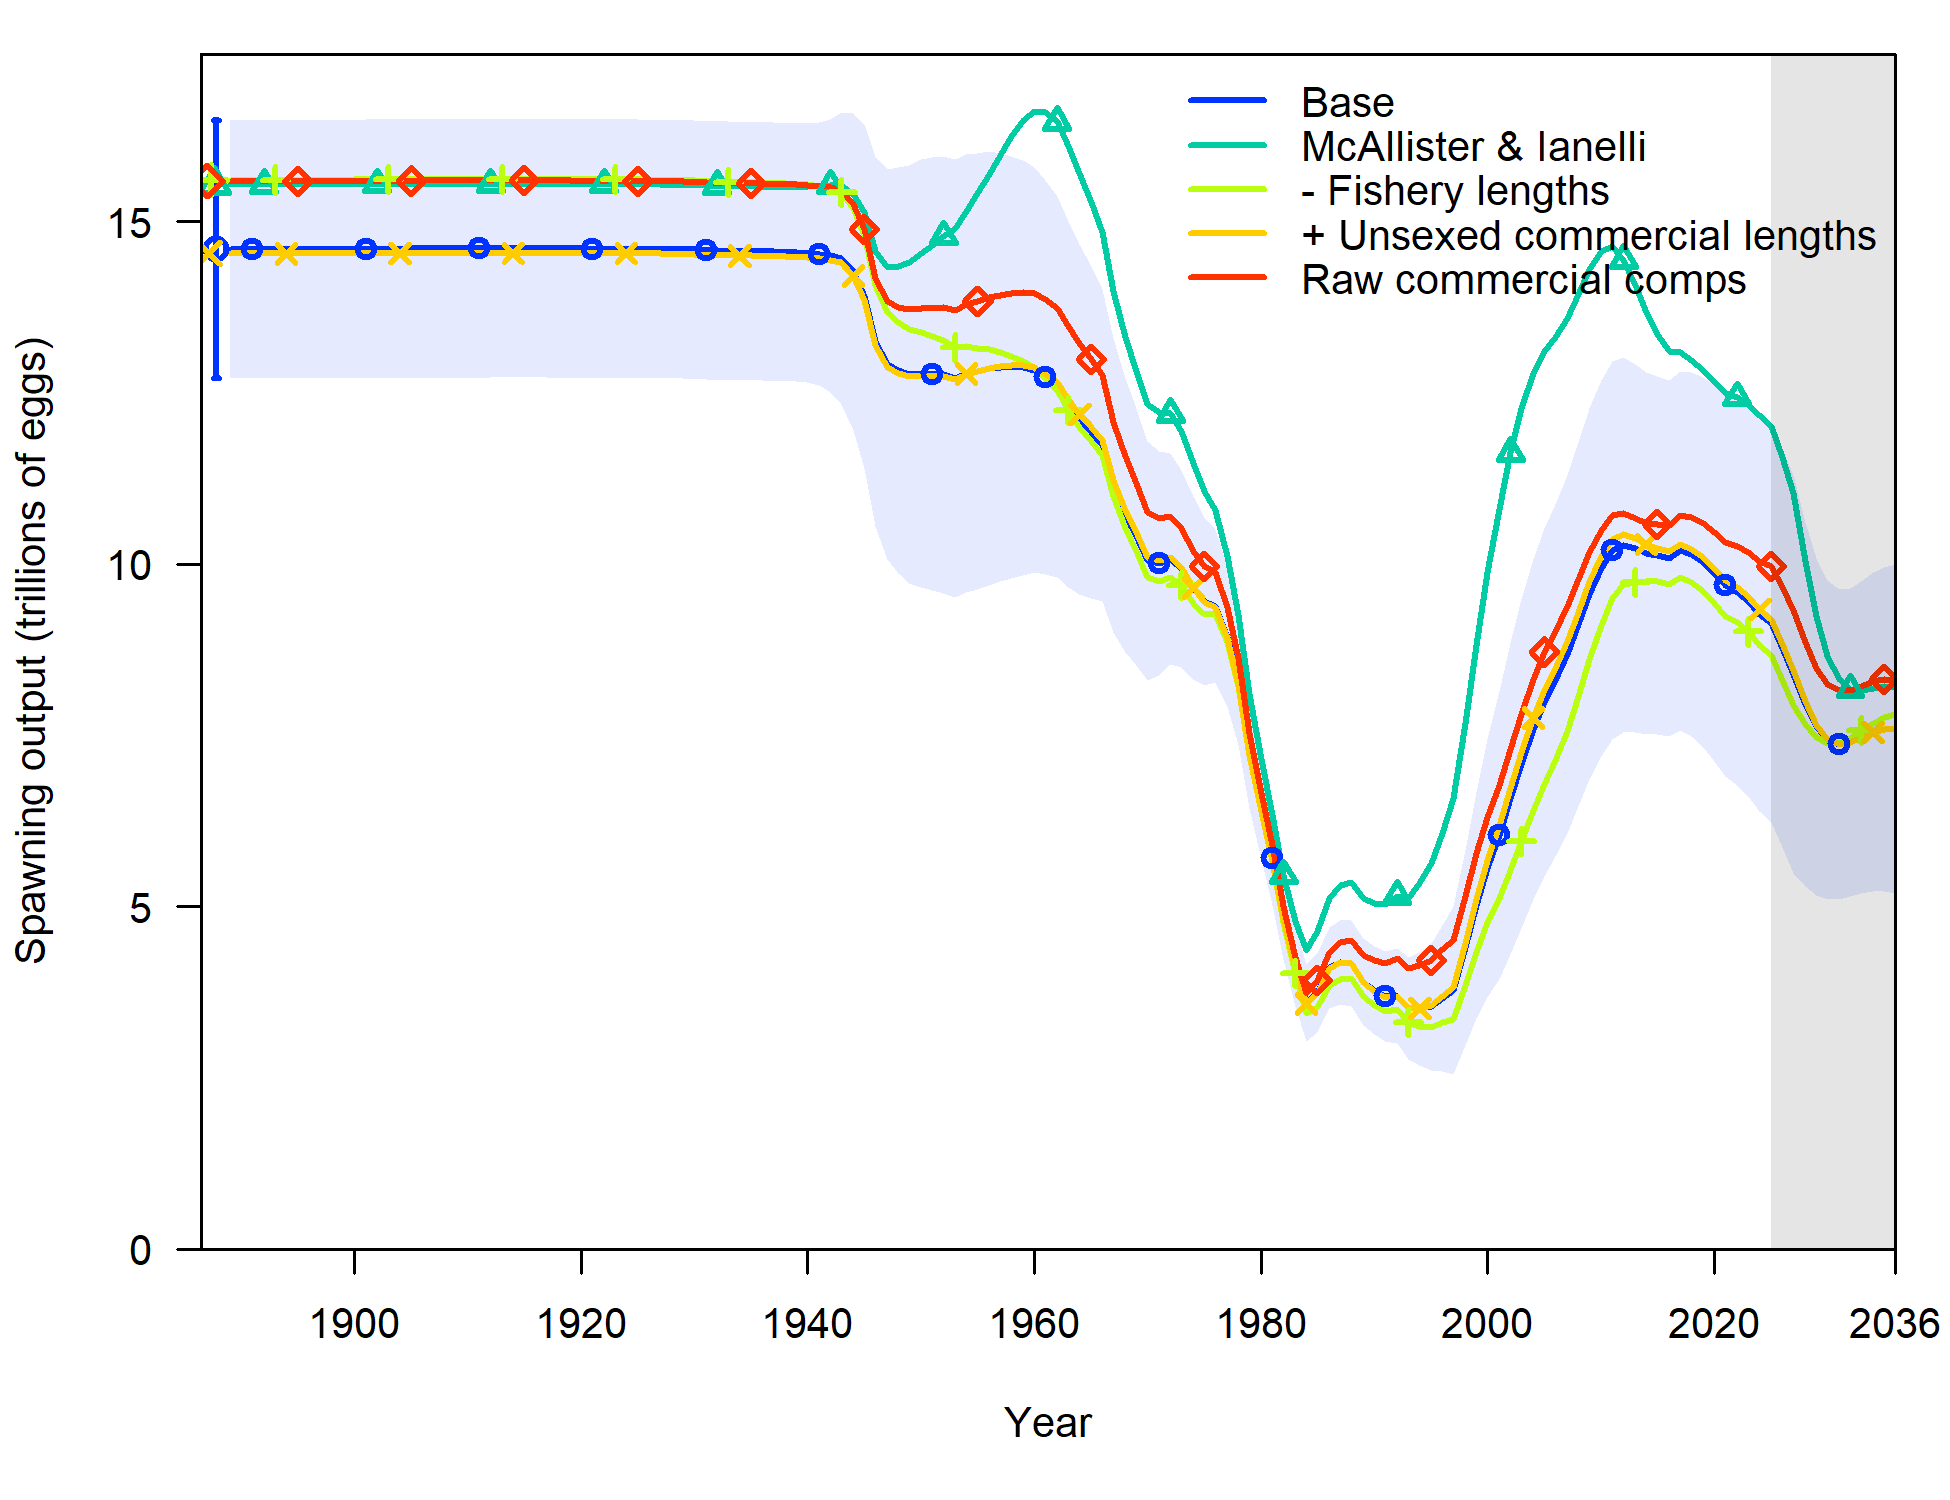 Base
McAllister & Ianelli
- Fishery lengths
+ Unsexed commercial lengths
Raw commercial comps
Spawning output (trillions of eggs)
15
10
5
0
1900 1920 1940 1960 1980 2000 2020 2036
Year